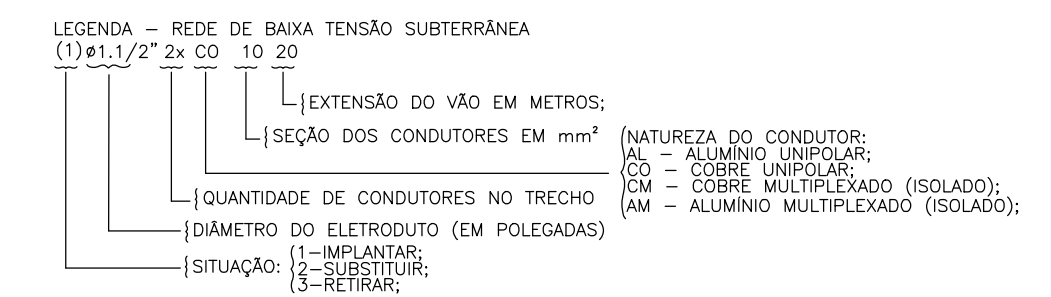 LEGENDA – REDE DE BAIXA TENSÃO SUBTERRÂNEA
(1) ø1.1/2" 2x CO 10 20
{EXTENSÃO DO VÃO EM METROS;
{SEÇÃO DOS CONDUTORES EM mm²
NATUREZA DO CONDUTOR:
AL – ALUMÍNIO UNIPOLAR;
CO – COBRE UNIPOLAR;
CM – COBRE MULTIPLEXADO (ISOLADO);
AM – ALUMÍNIO MULTIPLEXADO (ISOLADO);
{QUANTIDADE DE CONDUTORES NO TRECHO
{DIÂMETRO DO ELETRODUTO (EM POLEGADAS)
{SITUAÇÃO:
1–IMPLANTAR;
2–SUBSTITUIR;
3–RETIRAR;